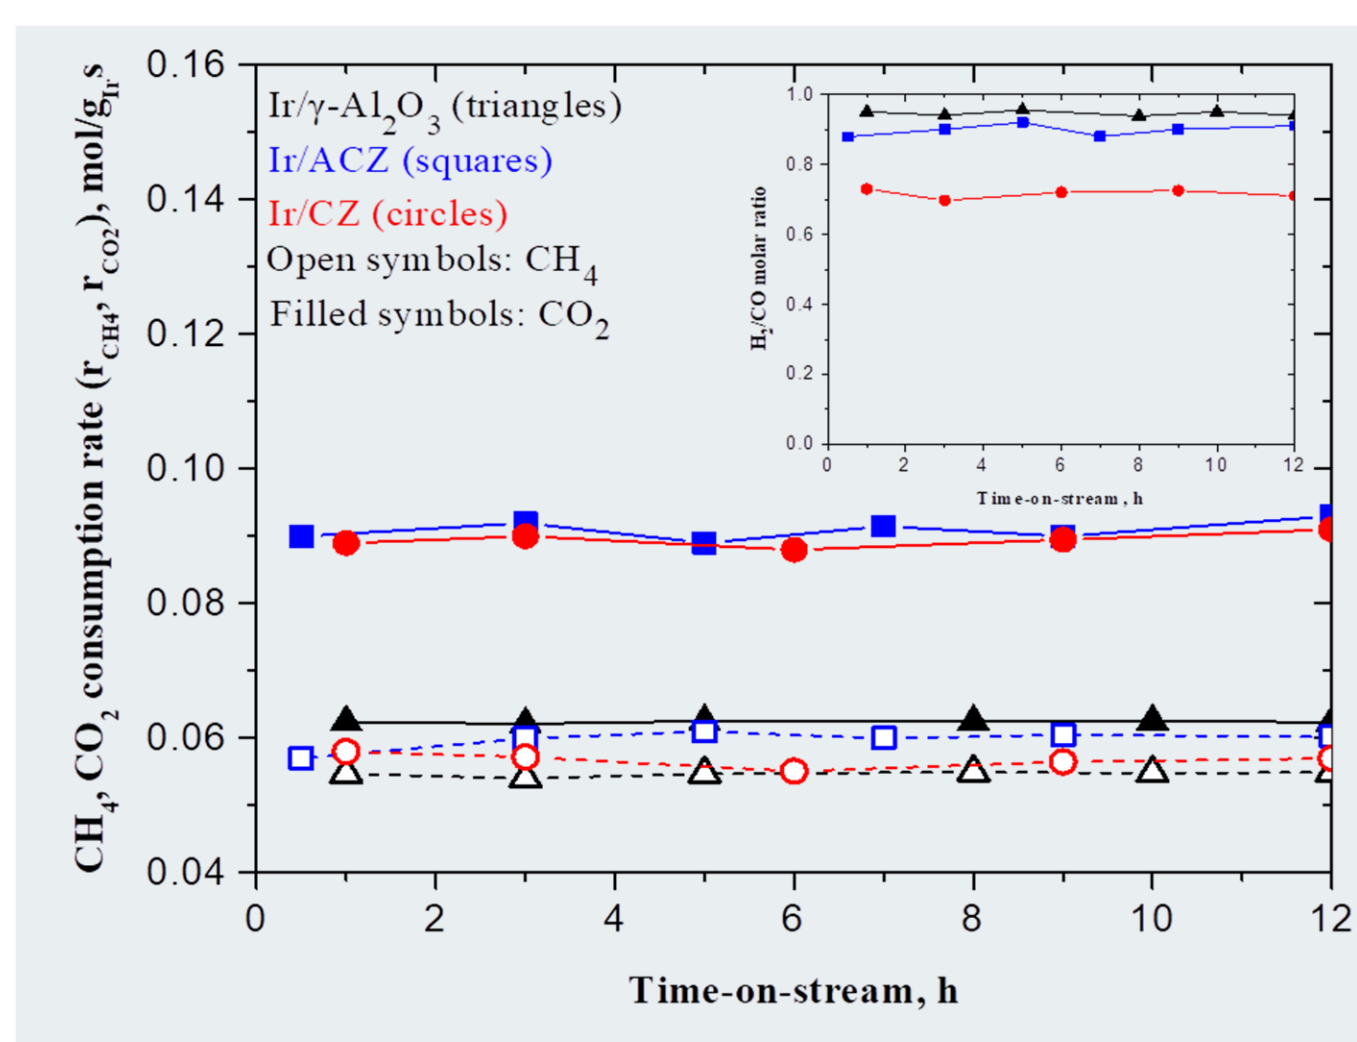 CH4, CO2 consumption rate (rCH4, rCO2), mol/gIr s
0.16
0.14
0.12
0.10
0.08
0.06
0.04
Ir/γ-Al2O3 (triangles)
Ir/ACZ (squares)
Ir/CZ (circles)
Open symbols: CH4
Filled symbols: CO2
H2/CO molar ratio
1.0
0.8
0.6
0.4
0.2
0.0
0 2 4 6 8 10 12
Time-on-stream, h
0 2 4 6 8 10 12
Time-on-stream, h